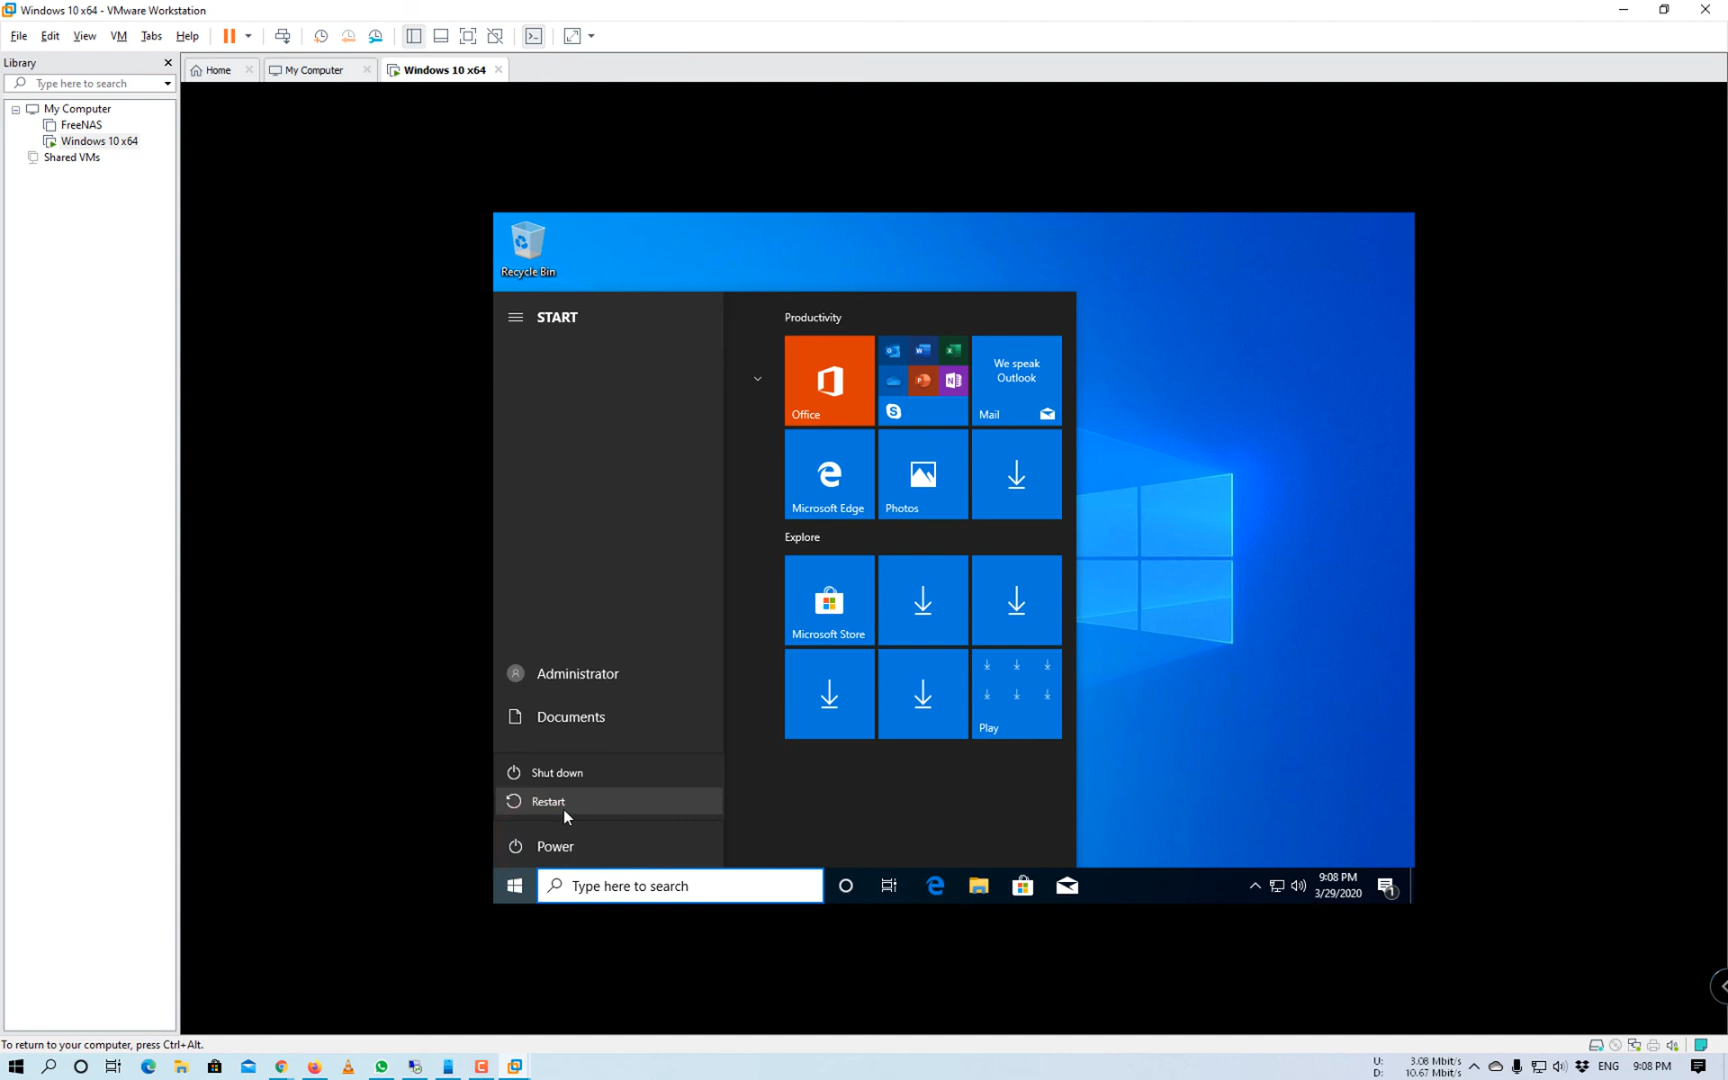 Windows 10 x64 - VMware Workstation
File Edit View VM Tabs Help
Library
Type here to search
My Computer
FreeNAS
Windows 10 x64
Shared VMs
Home
My Computer
Windows 10 x64
Recycle Bin
START
Productivity
Office
We speak
Outlook
Mail
Microsoft Edge
Photos
Explore
Microsoft Store
Play
Administrator
Documents
Shut down
Restart
Power
Type here to search
9:08 PM
3/29/2020
1
To return to your computer, press Ctrl+Alt.
U: 3.08 Mbit/s
D: 10.67 Mbit/s
ENG
9:08 PM